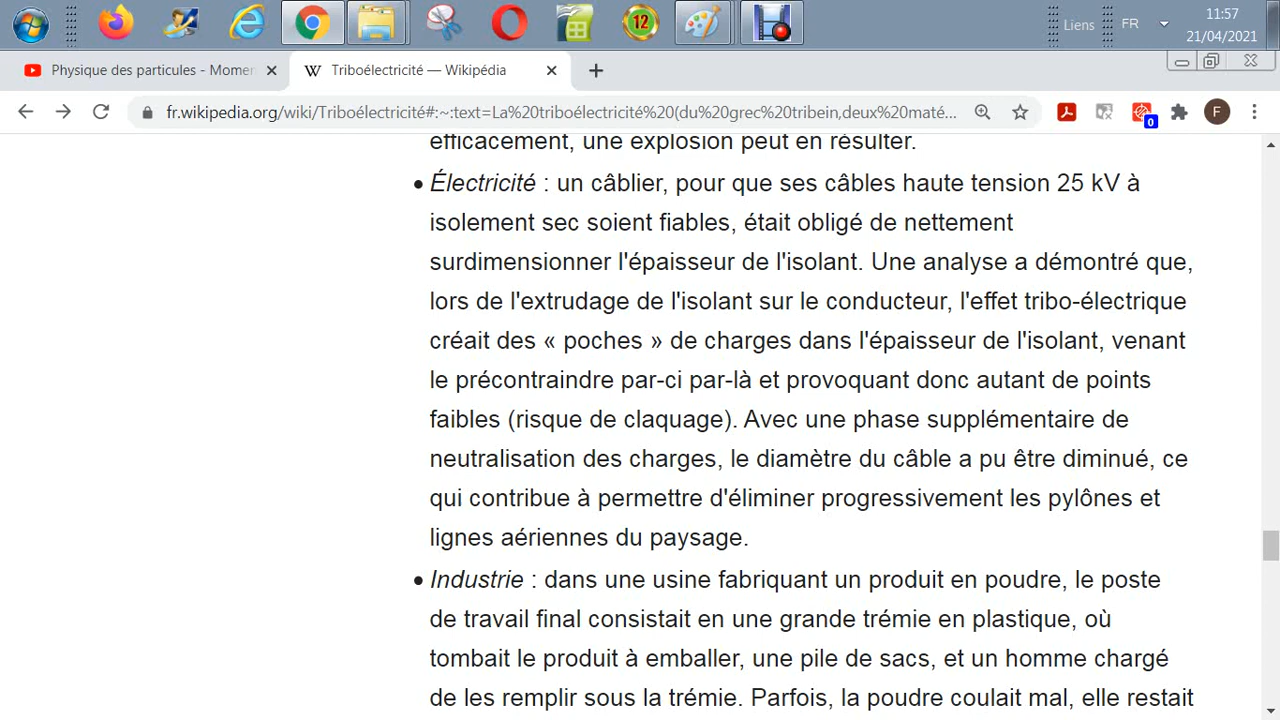 12
Liens
FR
11:57
21/04/2021
Physique des particules - Momen
W Triboélectricité — Wikipédia
fr.wikipedia.org/wiki/Triboélectricité#:~:text=La%20triboélectricité%20(du%20grec%20tribein,deux%20maté...
0
F
efficacement, une explosion peut en résulter.
• Électricité : un câblier, pour que ses câbles haute tension 25 kV à
isolement sec soient fiables, était obligé de nettement
surdimensionner l'épaisseur de l'isolant. Une analyse a démontré que,
lors de l'extrudage de l'isolant sur le conducteur, l'effet tribo-électrique
créait des « poches » de charges dans l'épaisseur de l'isolant, venant
le précontraindre par-ci par-là et provoquant donc autant de points
faibles (risque de claquage). Avec une phase supplémentaire de
neutralisation des charges, le diamètre du câble a pu être diminué, ce
qui contribue à permettre d'éliminer progressivement les pylônes et
lignes aériennes du paysage.
• Industrie : dans une usine fabriquant un produit en poudre, le poste
de travail final consistait en une grande trémie en plastique, où
tombait le produit à emballer, une pile de sacs, et un homme chargé
de les remplir sous la trémie. Parfois, la poudre coulait mal, elle restait